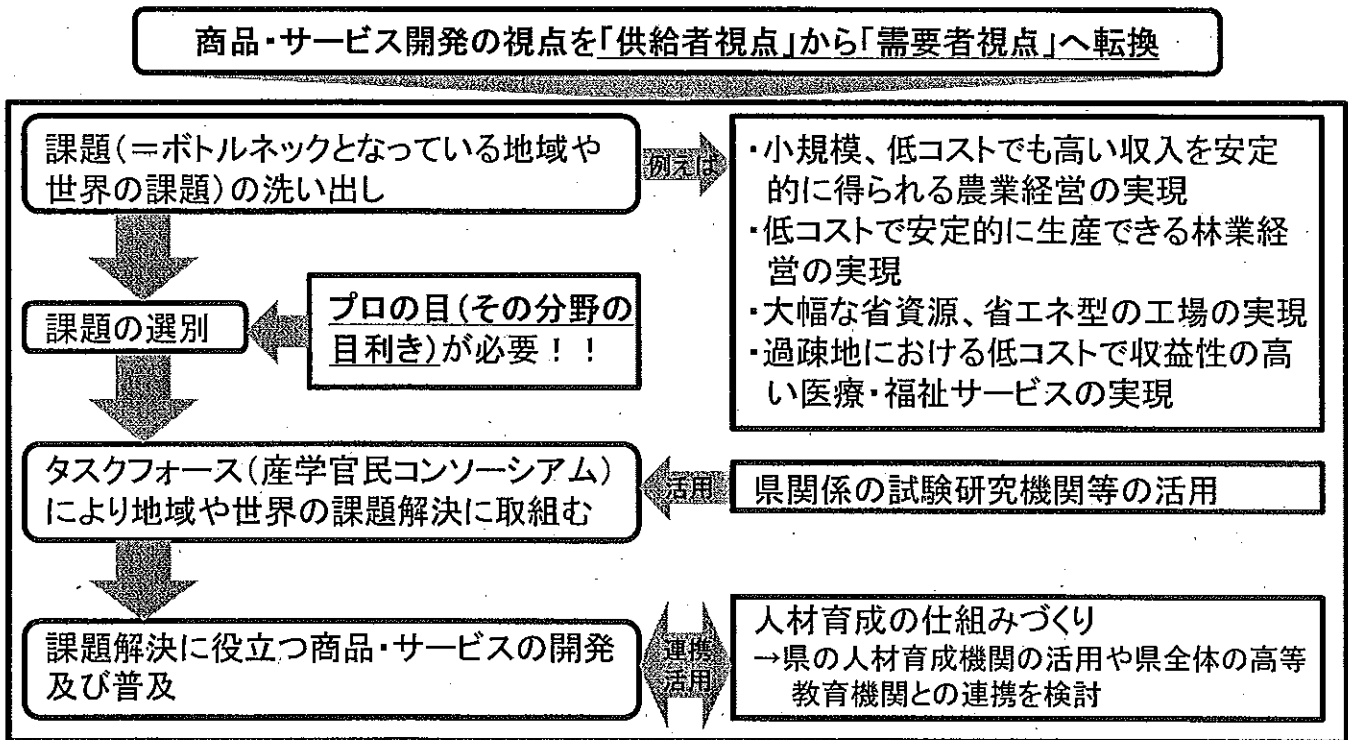 商品・サービス開発の視点を「供給者視点」から「需要者視点」へ転換
課題(＝ボトルネックとなっている地域や
世界の課題)の洗い出し
例えば
・小規模、低コストでも高い収入を安定
的に得られる農業経営の実現
・低コストで安定的に生産できる林業経
営の実現
・大幅な省資源、省エネ型の工場の実現
・過疎地における低コストで収益性の高
い医療・福祉サービスの実現
課題の選別
プロの目(その分野の
目利き)が必要！！
タスクフォース(産学官民コンソーシアム)
により地域や世界の課題解決に取組む
活用
県関係の試験研究機関等の活用
課題解決に役立つ商品・サービスの開発
及び普及
連携
活用
人材育成の仕組みづくり
→県の人材育成機関の活用や県全体の高等
教育機関との連携を検討